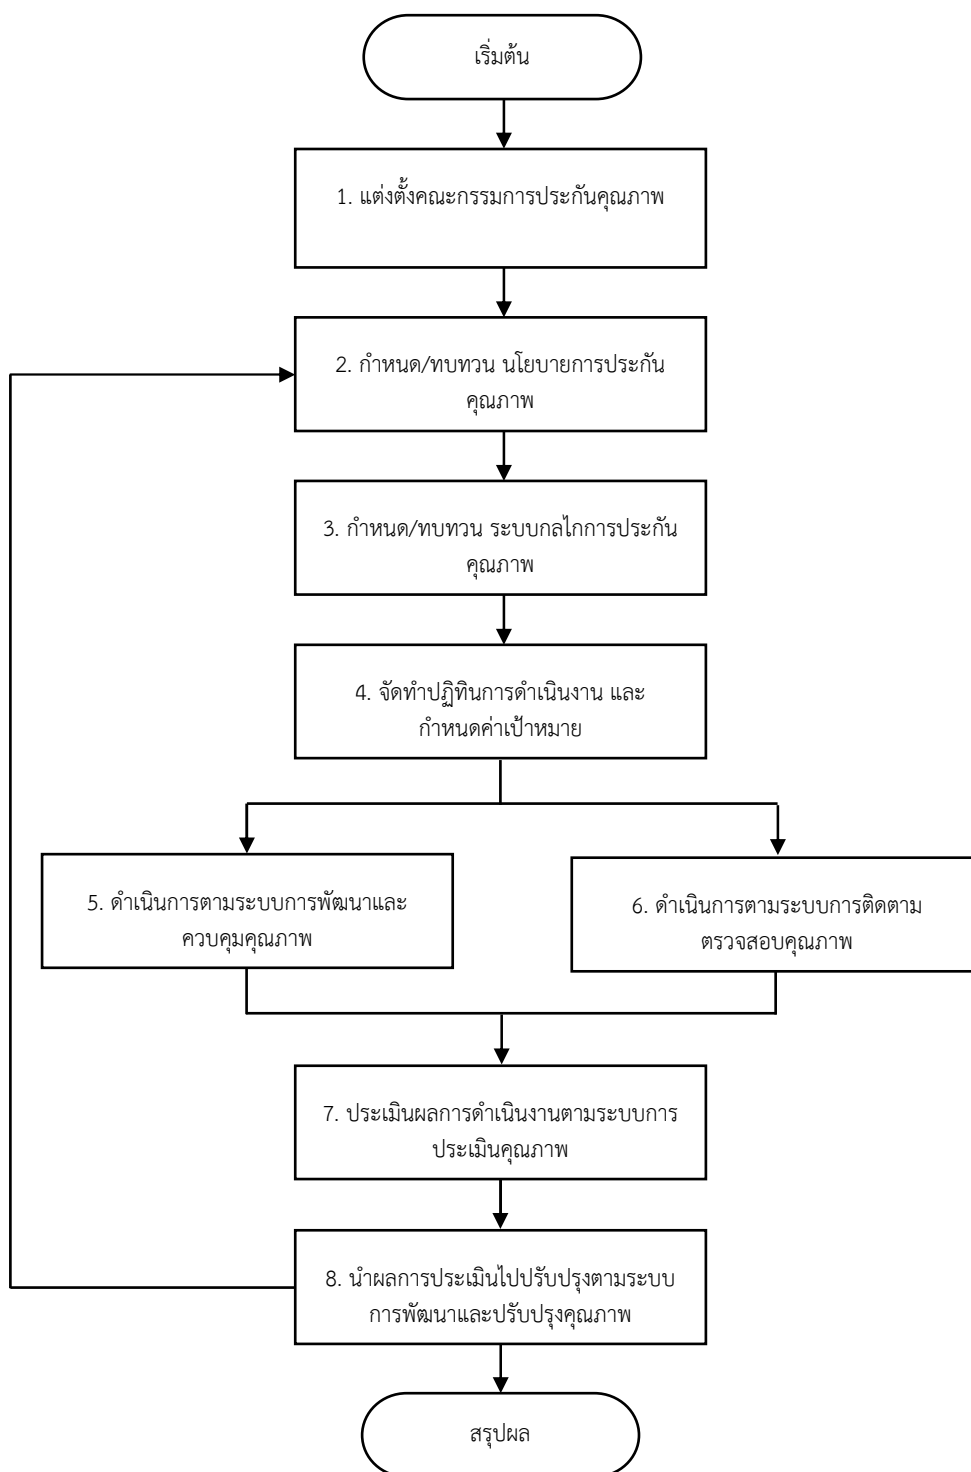 เริ่มต้น
1. แต่งตั้งคณะกรรมการประกันคุณภาพ
2. กำหนด/ทบทวน นโยบายการประกัน
คุณภาพ
3. กำหนด/ทบทวน ระบบกลไกการประกัน
คุณภาพ
4. จัดทำปฏิทินการดำเนินงาน และ
กำหนดค่าเป้าหมาย
5. ดำเนินการตามระบบการพัฒนาและ
ควบคุมคุณภาพ
6. ดำเนินการตามระบบการติดตาม
ตรวจสอบคุณภาพ
7. ประเมินผลการดำเนินงานตามระบบการ
ประเมินคุณภาพ
8. นำผลการประเมินไปปรับปรุงตามระบบ
การพัฒนาและปรับปรุงคุณภาพ
สรุปผล